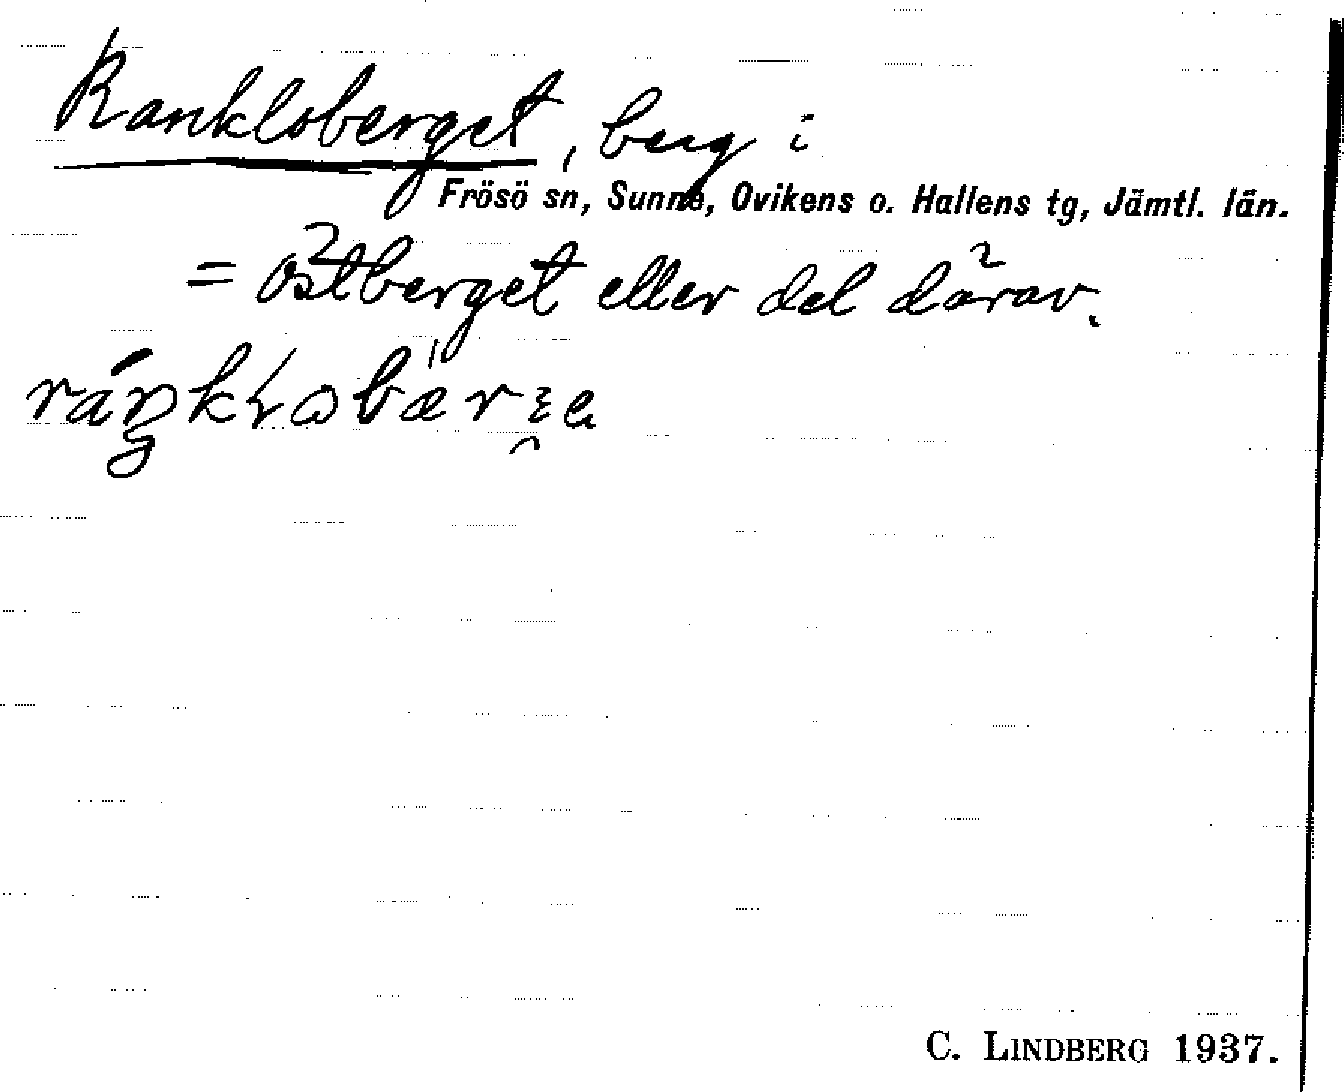 Rankloberget, berg i
Frösö sn, Sunne, Ovikens o. Hallens tg, Jämtl. län.
= Östberget eller del därav.
C. LINDBERG 1937.